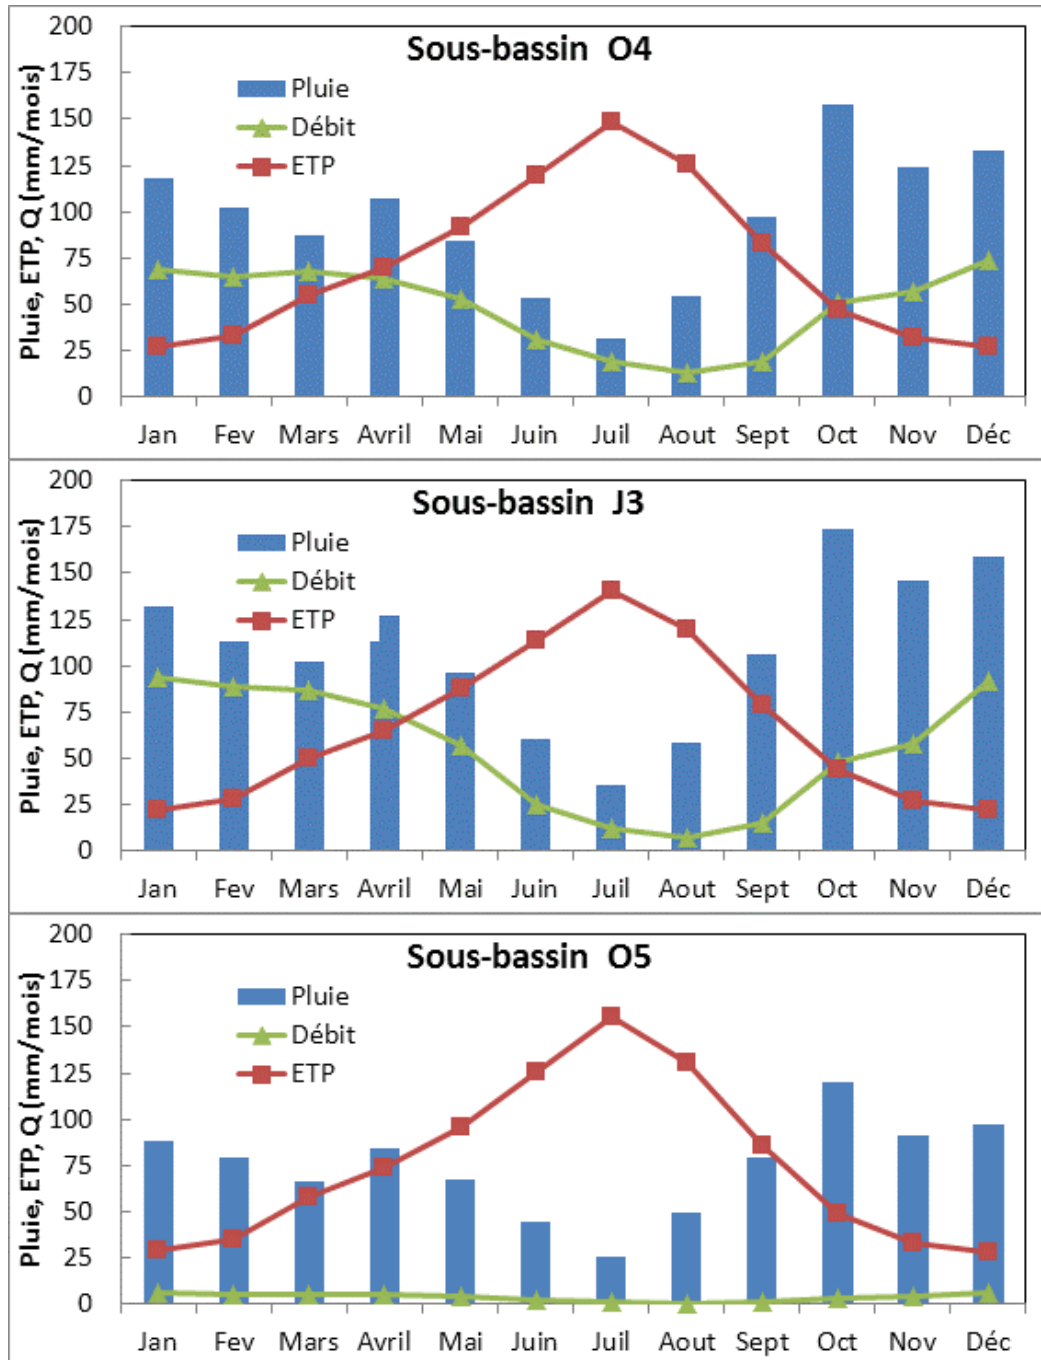 Sous-bassin O4
Pluie, ETP, Q (mm/mois)
200
175
150
125
100
75
50
25
0
Pluie
Débit
ETP
Jan Fev Mars Avril Mai Juin Juil Aout Sept Oct Nov Déc
Sous-bassin J3
Pluie, ETP, Q (mm/mois)
200
175
150
125
100
75
50
25
0
Pluie
Débit
ETP
Jan Fev Mars Avril Mai Juin Juil Aout Sept Oct Nov Déc
Sous-bassin O5
Pluie, ETP, Q (mm/mois)
200
175
150
125
100
75
50
25
0
Pluie
Débit
ETP
Jan Fev Mars Avril Mai Juin Juil Aout Sept Oct Nov Déc